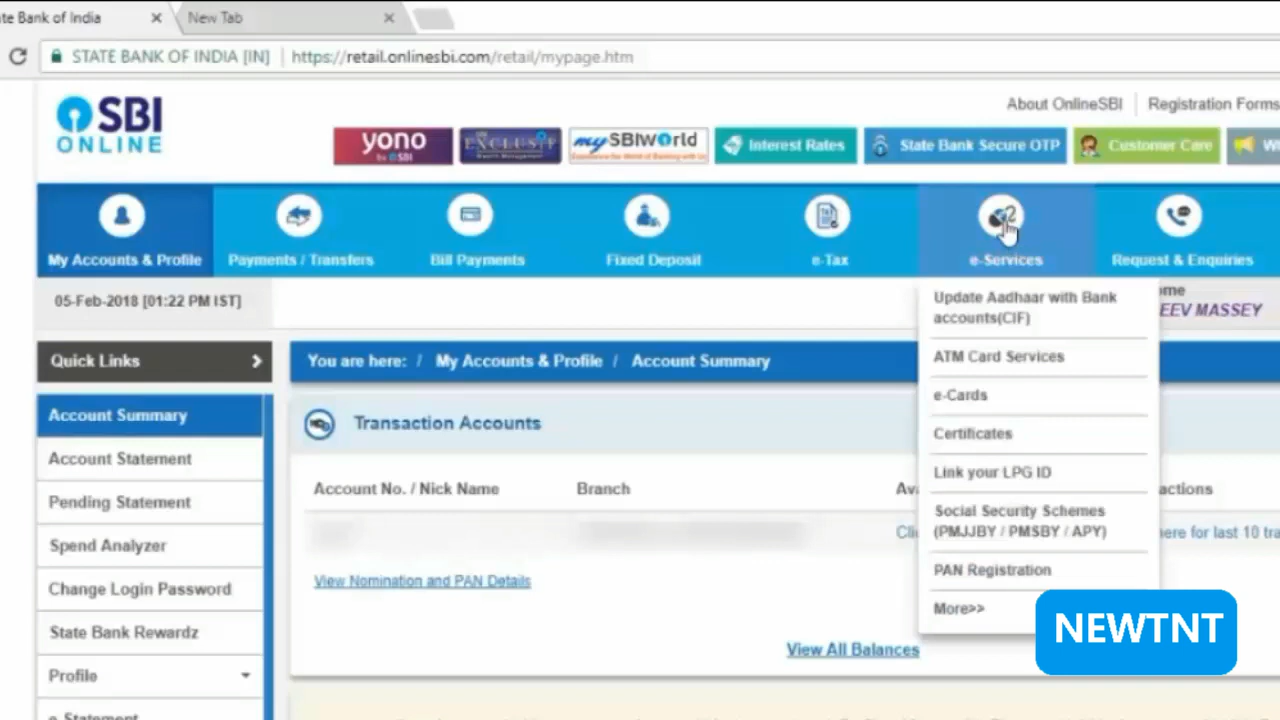 te Bank of India
New Tab
STATE BANK OF INDIA [IN]
https://retail.onlinesbi.com/retail/mypage.htm
SBI
ONLINE
About OnlineSBI
Registration Forms
yono
by SBI
EXCLUSIF
Wealth Management
my SBIWorld
Experience the World of Banking with us
Interest Rates
State Bank Secure OTP
Customer Care
My Accounts & Profile
Payments / Transfers
Bill Payments
Fixed Deposit
e-Tax
e-Services
Request & Enquiries
05-Feb-2018 [01:22 PM IST]
ome
EEV MASSEY
Update Aadhaar with Bank
accounts(CIF)
ATM Card Services
e-Cards
Certificates
Link your LPG ID
Social Security Schemes
(PMJJBY / PMSBY / APY)
PAN Registration
More>>
Quick Links
Account Summary
Account Statement
Pending Statement
Spend Analyzer
Change Login Password
State Bank Rewardz
Profile
e-Statement
You are here: / My Accounts & Profile / Account Summary
Transaction Accounts
Account No. / Nick Name
Branch
Ava
actions
Clic
ere for last 10 tra
View Nomination and PAN Details
View All Balances
NEWTNT